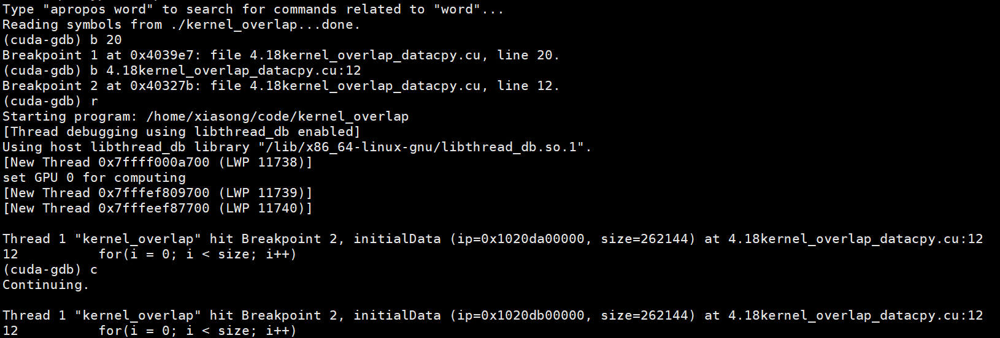 Type "apropos word" to search for commands related to "word"...
Reading symbols from ./kernel_overlap...done.
(cuda-gdb) b 20
Breakpoint 1 at 0x4039e7: file 4.18kernel_overlap_datacpy.cu, line 20.
(cuda-gdb) b 4.18kernel_overlap_datacpy.cu:12
Breakpoint 2 at 0x40327b: file 4.18kernel_overlap_datacpy.cu, line 12.
(cuda-gdb) r
Starting program: /home/xiasong/code/kernel_overlap
[Thread debugging using libthread_db enabled]
Using host libthread_db library "/lib/x86_64-linux-gnu/libthread_db.so.1".
[New Thread 0x7ffff000a700 (LWP 11738)]
set GPU 0 for computing
[New Thread 0x7fffef809700 (LWP 11739)]
[New Thread 0x7fffeef87700 (LWP 11740)]
Thread 1 "kernel_overlap" hit Breakpoint 2, initialData (ip=0x1020da00000, size=262144) at 4.18kernel_overlap_datacpy.cu:12
12          for(i = 0; i < size; i++)
(cuda-gdb) c
Continuing.
Thread 1 "kernel_overlap" hit Breakpoint 2, initialData (ip=0x1020db00000, size=262144) at 4.18kernel_overlap_datacpy.cu:12
12          for(i = 0; i < size; i++)